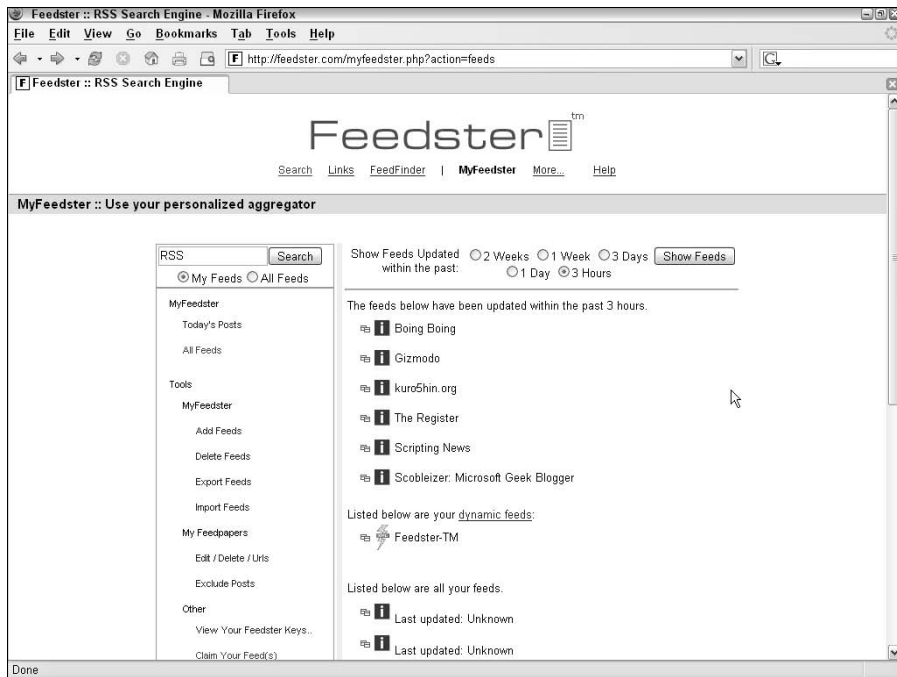 Feedster :: RSS Search Engine - Mozilla Firefox
File Edit View Go Bookmarks Tab Tools Help
F http://feedster.com/myfeedster.php?action=feeds G
F Feedster :: RSS Search Engine
Feedster tm
Search Links FeedFinder | MyFeedster More... Help
MyFeedster :: Use your personalized aggregator
RSS Search
My Feeds All Feeds
MyFeedster
Today's Posts
All Feeds
Tools
MyFeedster
Add Feeds
Delete Feeds
Export Feeds
Import Feeds
My Feedpapers
Edit / Delete / Urls
Exclude Posts
Other
View Your Feedster Keys..
Claim Your Feed(s)
Show Feeds Updated within the past: 2 Weeks 1 Week 3 Days Show Feeds
1 Day 3 Hours
The feeds below have been updated within the past 3 hours.
i Boing Boing
i Gizmodo
i kuro5hin.org
i The Register
i Scripting News
i Scobleizer: Microsoft Geek Blogger
Listed below are your dynamic feeds:
Feedster-TM
Listed below are all your feeds.
i Last updated: Unknown
i Last updated: Unknown
Done